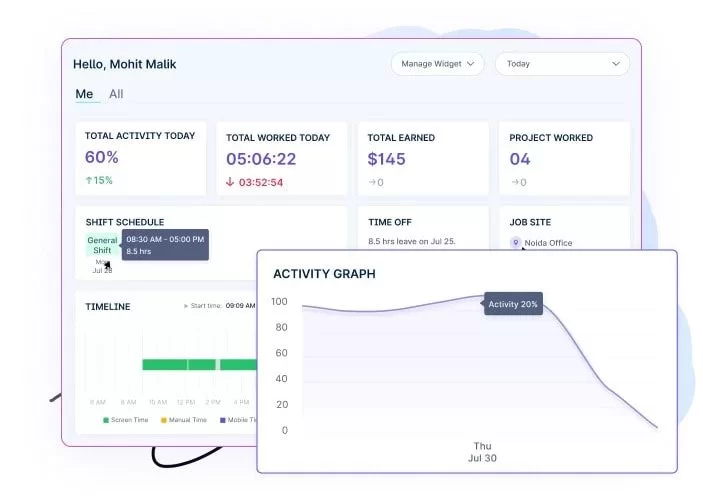 Hello, Mohit Malik
Manage Widget
Today
Me All
TOTAL ACTIVITY TODAY
60%
↑15%
TOTAL WORKED TODAY
05:06:22
↓ 03:52:54
TOTAL EARNED
$145
→0
PROJECT WORKED
04
→0
SHIFT SCHEDULE
General
Shift
08:30 AM - 05:00 PM
8.5 hrs
Jul 28
TIME OFF
8.5 hrs leave on Jul 25.
JOB SITE
Noida Office
TIMELINE
> Start time: 09:09 AM
6 AM 8 AM 10 AM 12 PM 2 PM 4 PM
Screen Time Manual Time Mobile
ACTIVITY GRAPH
100
80
60
40
20
0
Activity 20%
Thu
Jul 30